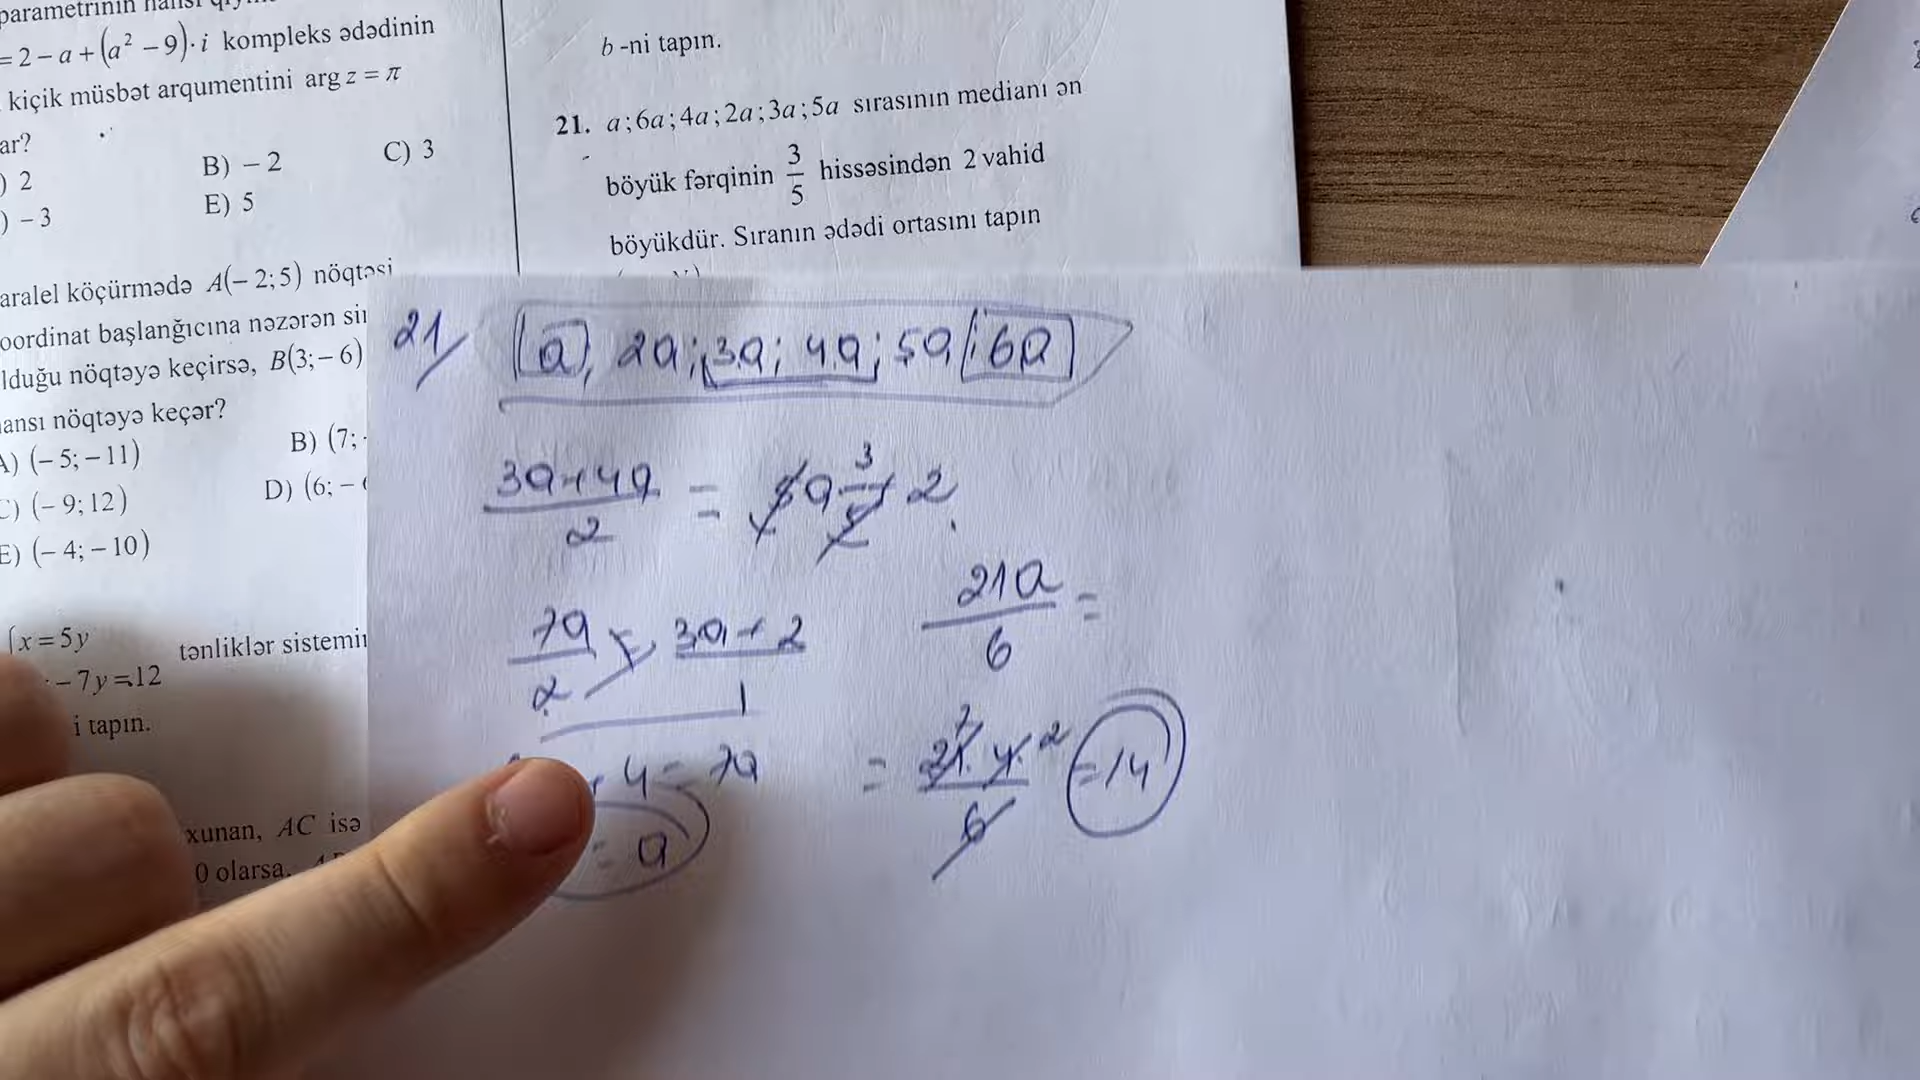 = 2 − a + (a² − 9) · i kompleks ədədinin
kiçik müsbət arqumentini arg z = π
ar?
) 2
B) − 2
C) 3
) − 3
E) 5
aralel köçürmədə A(− 2; 5) nöqtəsi
oordinat başlanğıcına nəzərən
lduğu nöqtəyə keçirsə, B(3; − 6)
ansı nöqtəyə keçər?
A) (− 5; − 11)
B) (7;
C) (− 9; 12)
D) (6; −
E) (− 4; − 10)
x = 5y
− 7y = 12
tənliklər
i tapın.
xunan, AC isə
0 olarsa.
b -ni tapın.
21. a ; 6a ; 4a ; 2a ; 3a ; 5a sırasının medianı ən
böyük fərqinin 3/5 hissəsindən 2 vahid
böyükdür. Sıranın ədədi ortasını tapın
21/ a, 2a; 3a; 4a; 5a; 6a
3a+4a/2 = 5a 3/5 + 2
7a/2 = 3a+2/1
+ 4 = 7a
= a
21a/6 =
= 21·4/6 = 14